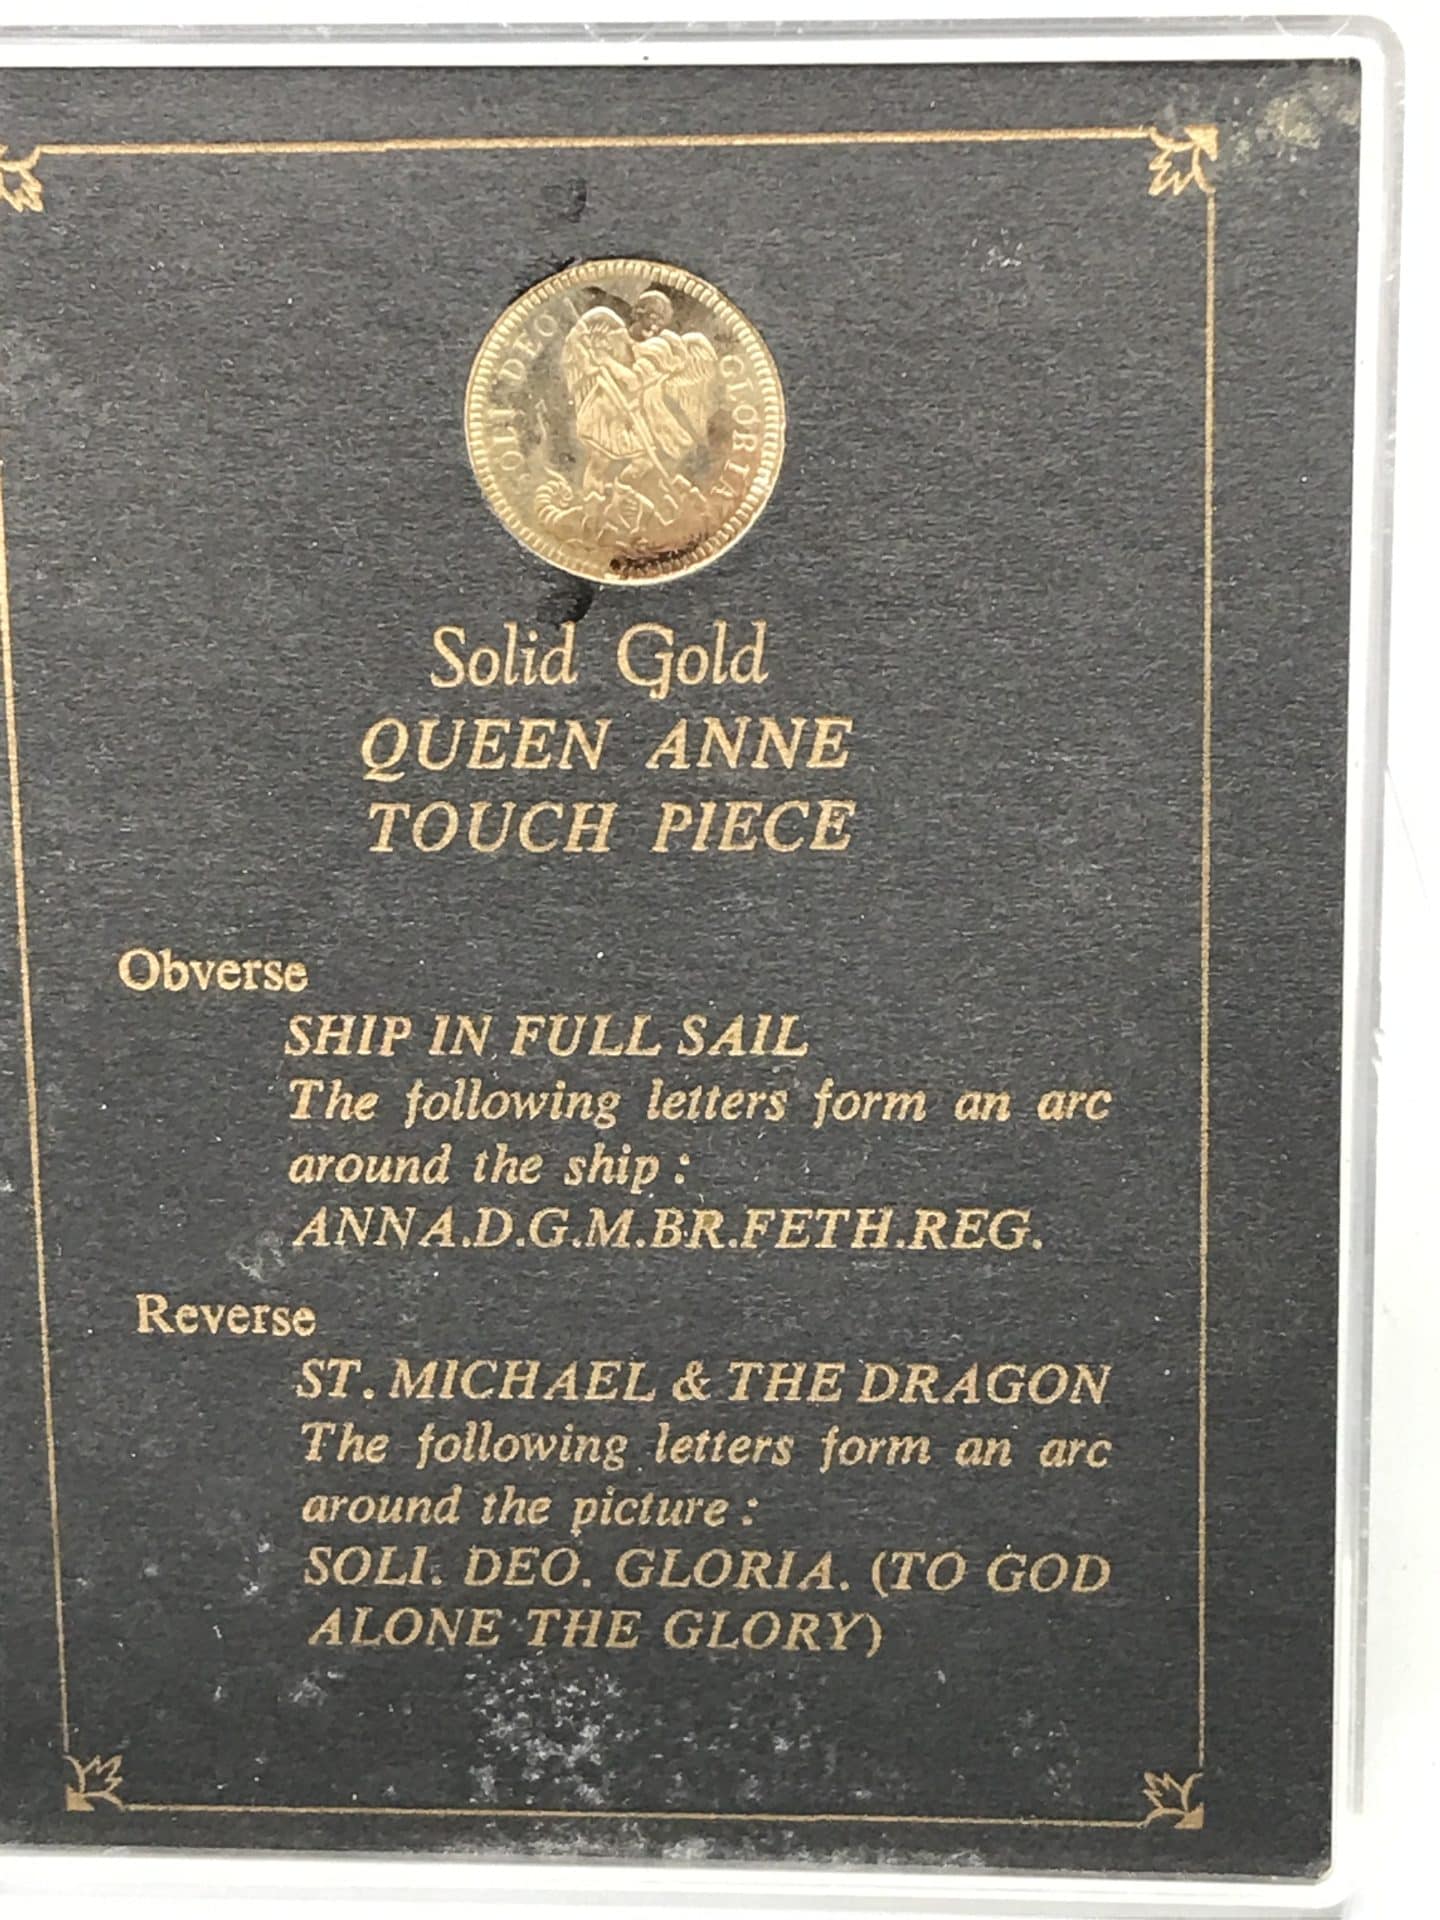 SOLI DEO GLORIA
Solid Gold
QUEEN ANNE
TOUCH PIECE
Obverse
SHIP IN FULL SAIL
The following letters form an arc
around the ship :
ANNA.D.G.M.BR.FETH.REG.
Reverse
ST. MICHAEL & THE DRAGON
The following letters form an arc
around the picture :
SOLI. DEO. GLORIA. (TO GOD
ALONE THE GLORY)